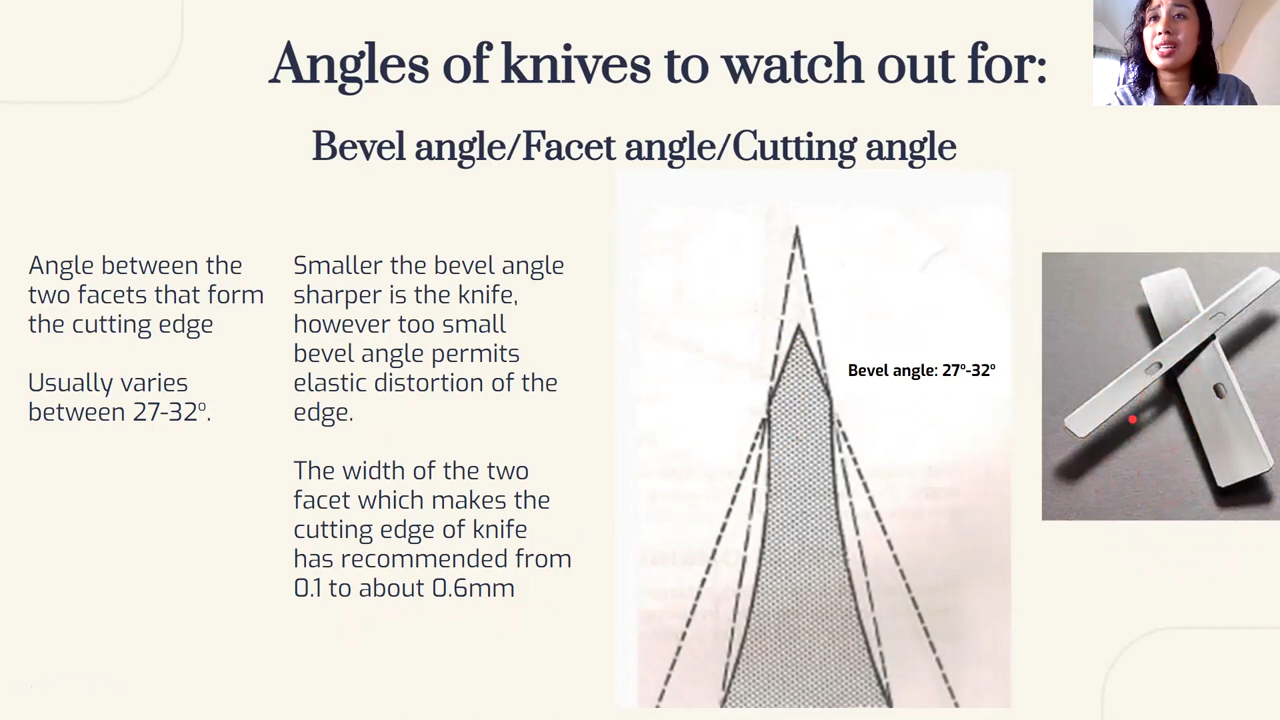 Angles of knives to watch out for:
Bevel angle/Facet angle/Cutting angle
Angle between the
two facets that form
the cutting edge
Usually varies
between 27-32º.
Smaller the bevel angle
sharper is the knife,
however too small
bevel angle permits
elastic distortion of the
edge.
The width of the two
facet which makes the
cutting edge of knife
has recommended from
0.1 to about 0.6mm
Bevel angle: 27º-32º